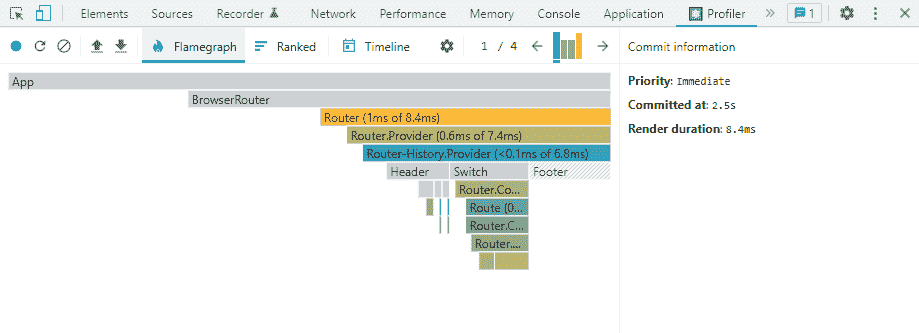 Elements Sources Recorder Network Performance Memory Console Application Profiler » 1
Flamegraph Ranked Timeline 1 / 4 Commit information
App
BrowserRouter
Router (1ms of 8.4ms)
Router.Provider (0.6ms of 7.4ms)
Router-History.Provider (<0.1ms of 6.8ms)
Header Switch Footer
Router.Co...
Route (0...
Router.C...
Router....
Priority: Immediate
Committed at: 2.5s
Render duration: 8.4ms